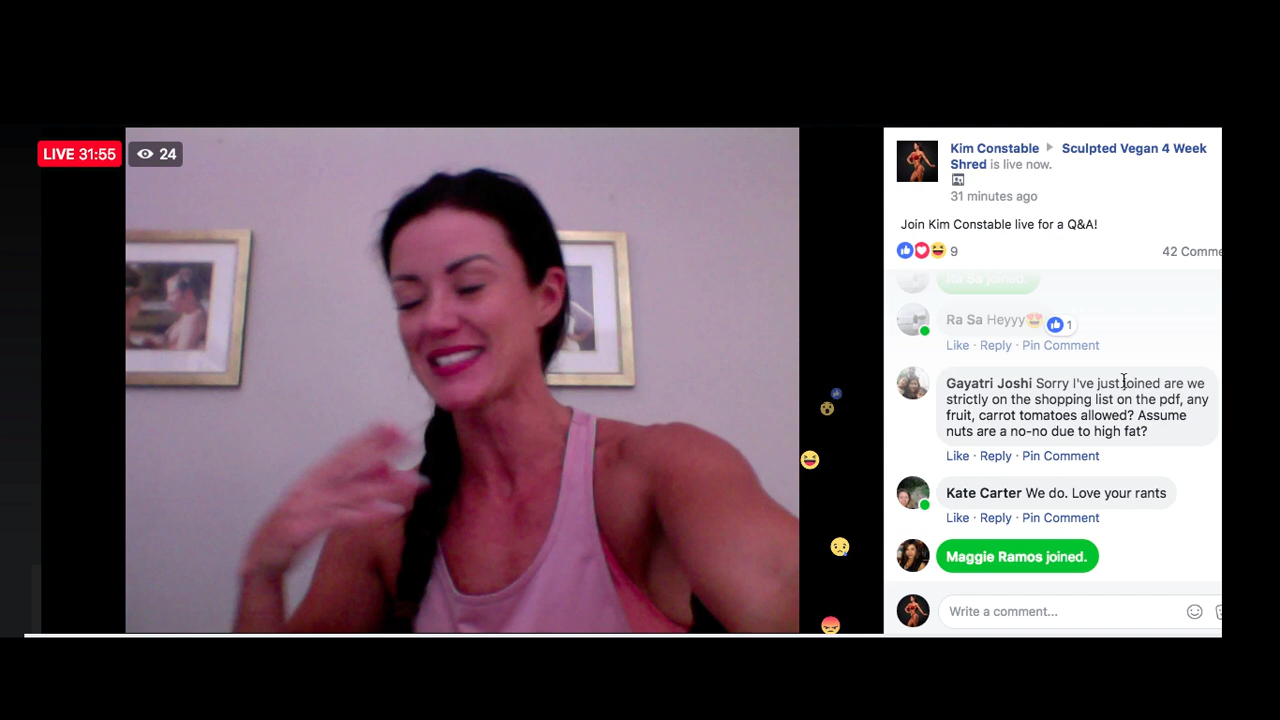 LIVE 31:55
24
Kim Constable ▸ Sculpted Vegan 4 Week
Shred is live now.
31 minutes ago
Join Kim Constable live for a Q&A!
9
42 Comme
Ra Sa joined.
Ra Sa Heyyy😍
1
Like · Reply · Pin Comment
Gayatri Joshi Sorry I've just joined are we
strictly on the shopping list on the pdf, any
fruit, carrot tomatoes allowed? Assume
nuts are a no-no due to high fat?
Like · Reply · Pin Comment
Kate Carter We do. Love your rants
Like · Reply · Pin Comment
Maggie Ramos joined.
Write a comment...